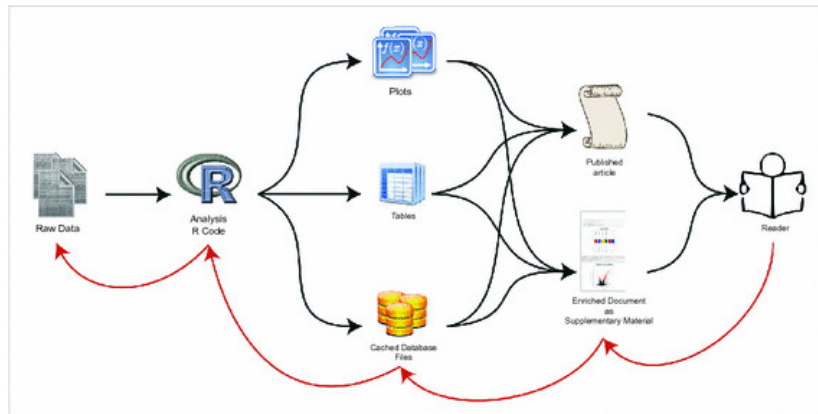 f(x)
x)
Plots
Published
article
R
Raw Data
Analysis
R Code
Tables
Reader
Enriched Document
as
Supplementary Material
Cached Database
Files